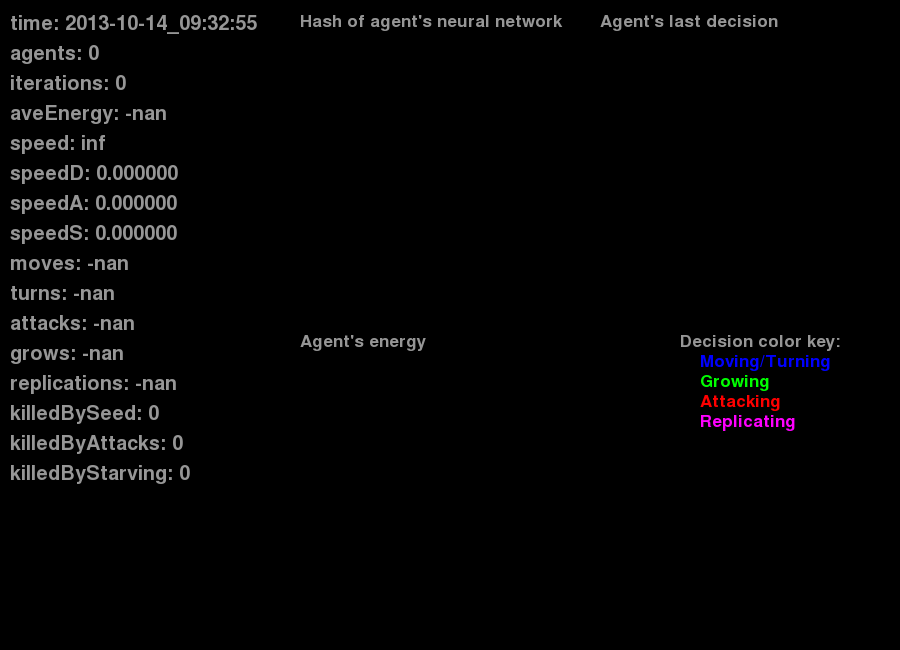 time: 2013-10-14_09:32:55
agents: 0
iterations: 0
aveEnergy: -nan
speed: inf
speedD: 0.000000
speedA: 0.000000
speedS: 0.000000
moves: -nan
turns: -nan
attacks: -nan
grows: -nan
replications: -nan
killedBySeed: 0
killedByAttacks: 0
killedByStarving: 0
Hash of agent's neural network
Agent's last decision
Agent's energy
Decision color key:
Moving/Turning
Growing
Attacking
Replicating